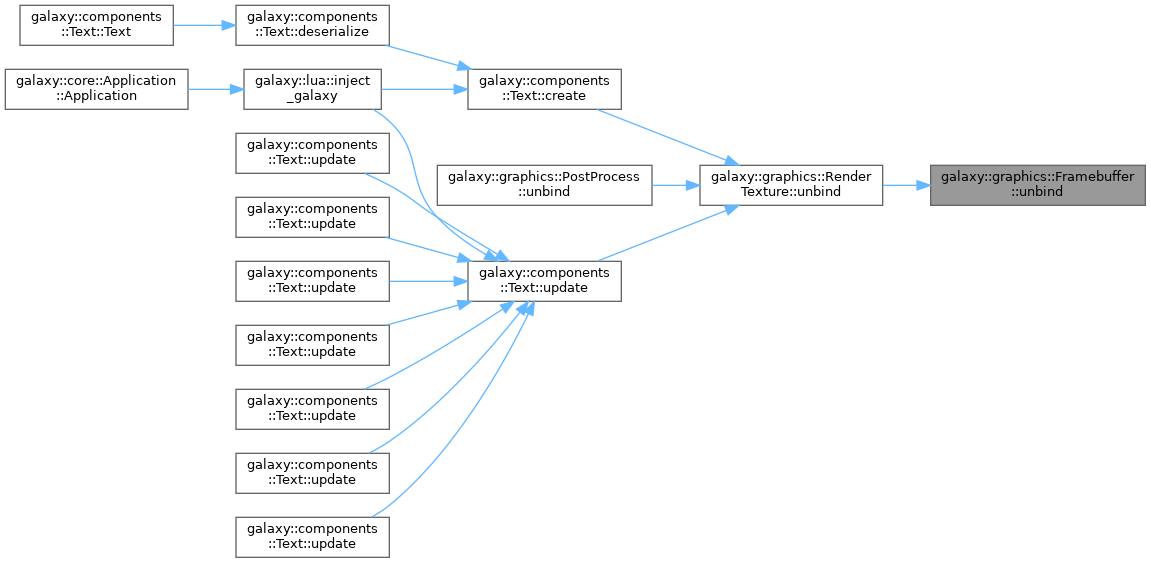 galaxy::components
::Text::Text
galaxy::components
::Text::deserialize
galaxy::core::Application
::Application
galaxy::lua::inject
_galaxy
galaxy::components
::Text::create
galaxy::components
::Text::update
galaxy::graphics::PostProcess
::unbind
galaxy::graphics::Render
Texture::unbind
galaxy::graphics::Framebuffer
::unbind
galaxy::components
::Text::update
galaxy::components
::Text::update
galaxy::components
::Text::update
galaxy::components
::Text::update
galaxy::components
::Text::update
galaxy::components
::Text::update
galaxy::components
::Text::update